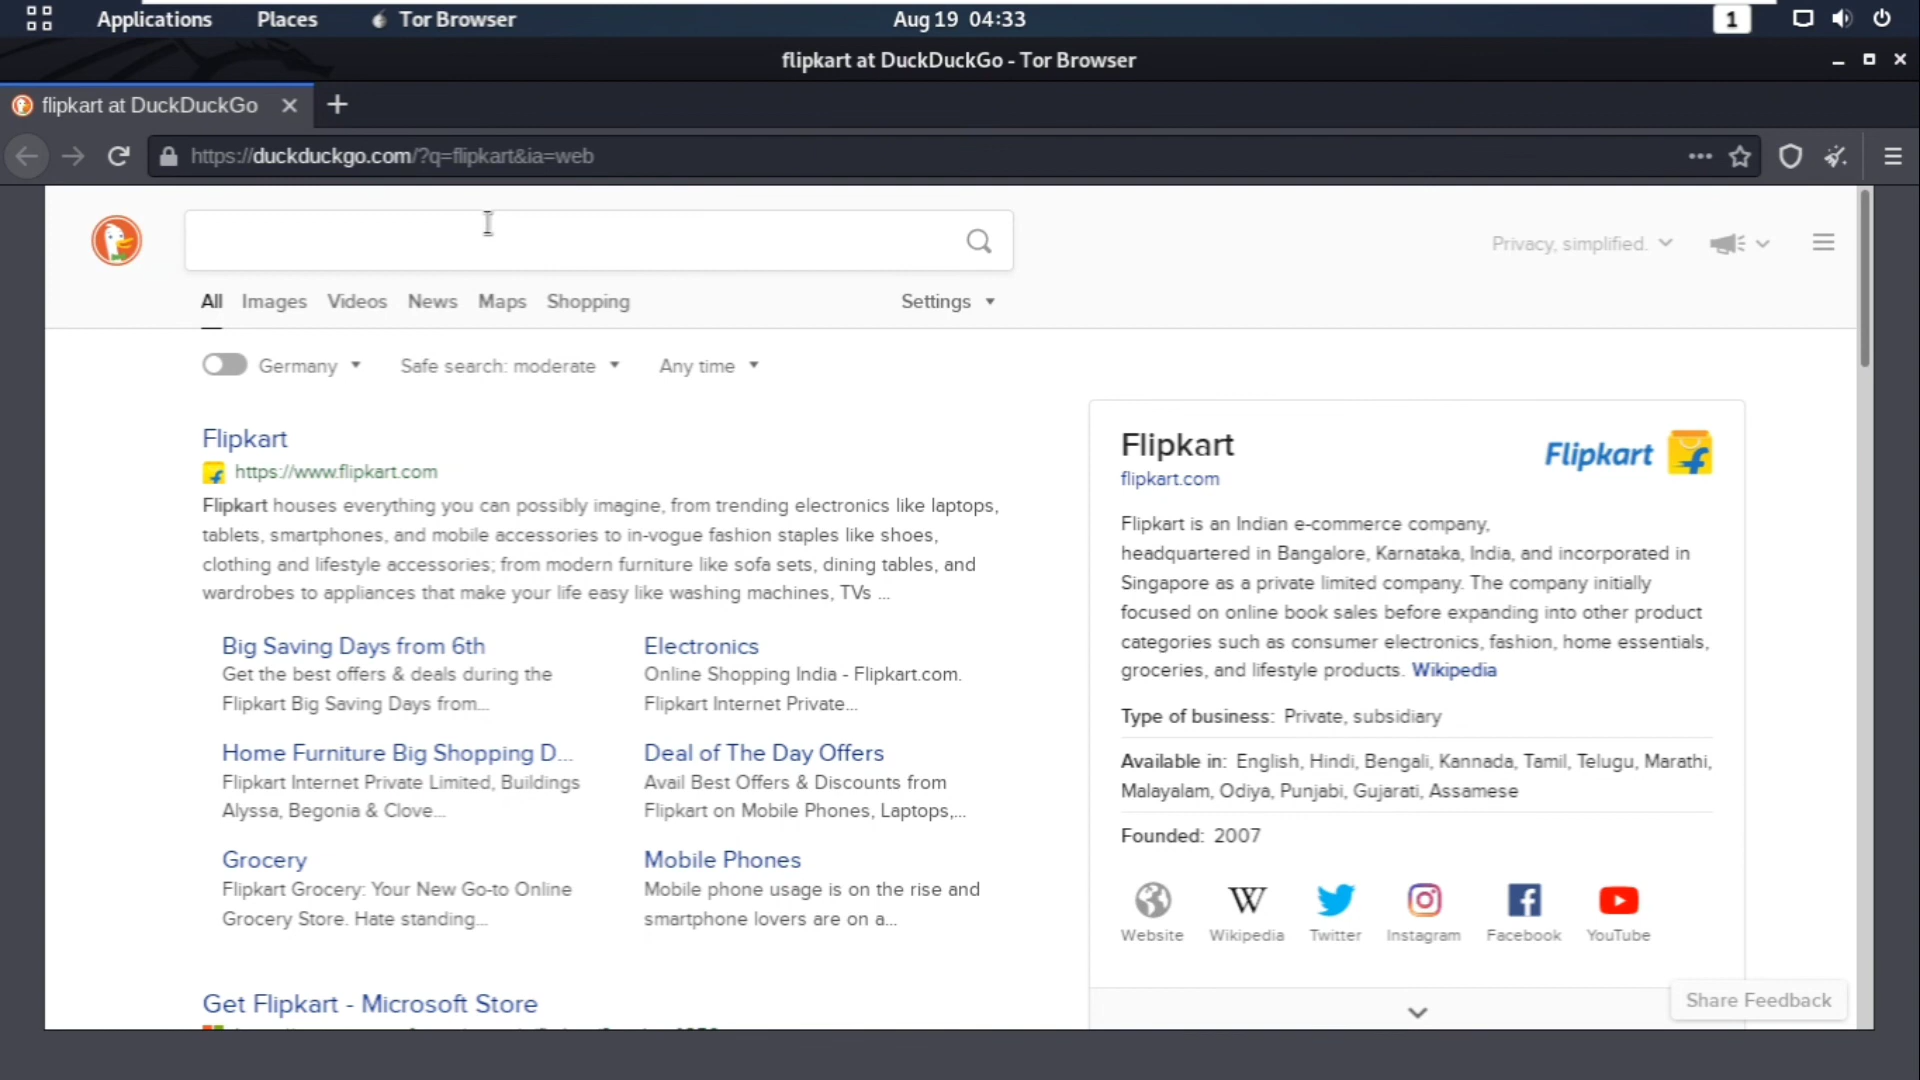 Applications Places Tor Browser Aug 19 04:33 1
flipkart at DuckDuckGo - Tor Browser
flipkart at DuckDuckGo
https://duckduckgo.com/?q=flipkart&ia=web
Privacy, simplified.
All Images Videos News Maps Shopping Settings
Germany Safe search: moderate Any time
Flipkart
https://www.flipkart.com
Flipkart houses everything you can possibly imagine, from trending electronics like laptops,
tablets, smartphones, and mobile accessories to in-vogue fashion staples like shoes,
clothing and lifestyle accessories; from modern furniture like sofa sets, dining tables, and
wardrobes to appliances that make your life easy like washing machines, TVs ...
Big Saving Days from 6th
Get the best offers & deals during the
Flipkart Big Saving Days from...
Electronics
Online Shopping India - Flipkart.com.
Flipkart Internet Private...
Home Furniture Big Shopping D...
Flipkart Internet Private Limited, Buildings
Alyssa, Begonia & Clove...
Deal of The Day Offers
Avail Best Offers & Discounts from
Flipkart on Mobile Phones, Laptops,...
Grocery
Flipkart Grocery: Your New Go-to Online
Grocery Store. Hate standing...
Mobile Phones
Mobile phone usage is on the rise and
smartphone lovers are on a...
Get Flipkart - Microsoft Store
Flipkart
Flipkart
flipkart.com
Flipkart is an Indian e-commerce company,
headquartered in Bangalore, Karnataka, India, and incorporated in
Singapore as a private limited company. The company initially
focused on online book sales before expanding into other product
categories such as consumer electronics, fashion, home essentials,
groceries, and lifestyle products. Wikipedia
Type of business: Private, subsidiary
Available in: English, Hindi, Bengali, Kannada, Tamil, Telugu, Marathi,
Malayalam, Odiya, Punjabi, Gujarati, Assamese
Founded: 2007
Website Wikipedia Twitter Instagram Facebook YouTube
Share Feedback